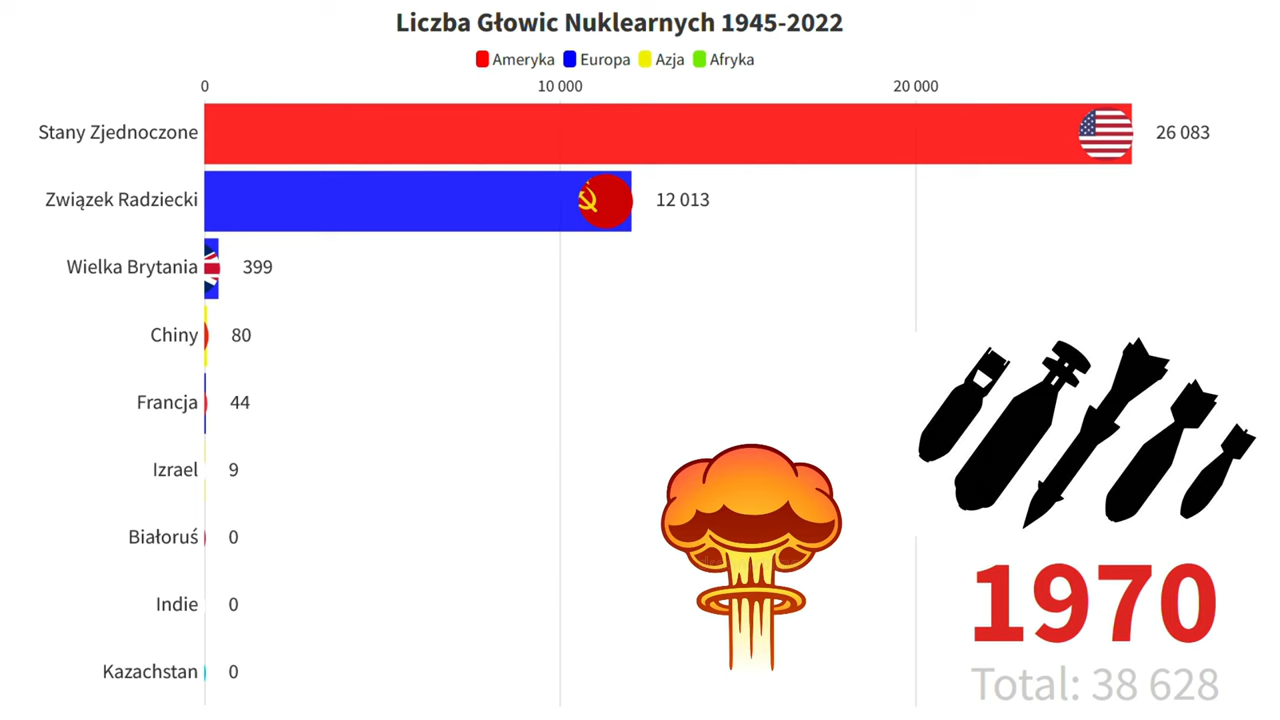 Liczba Głowic Nuklearnych 1945-2022
Ameryka Europa Azja Afryka
0 10 000 20 000
Stany Zjednoczone 26 083
Związek Radziecki 12 013
Wielka Brytania 399
Chiny 80
Francja 44
Izrael 9
Białoruś 0
Indie 0
Kazachstan 0
1970
Total: 38 628